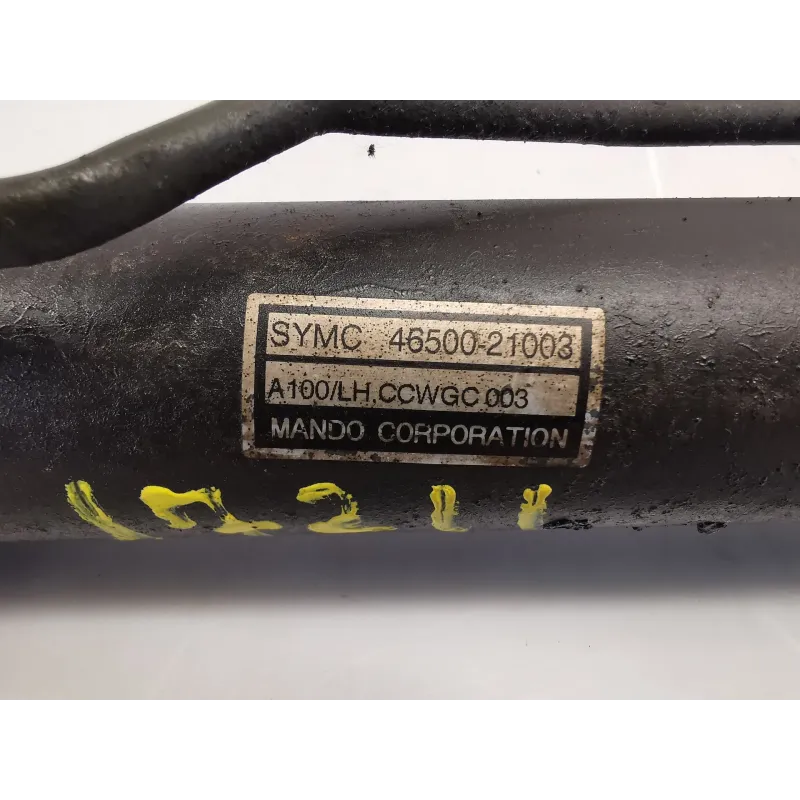 SYMC 46500-21003
A100/LH,CCWGC 003
MANDO CORPORATION